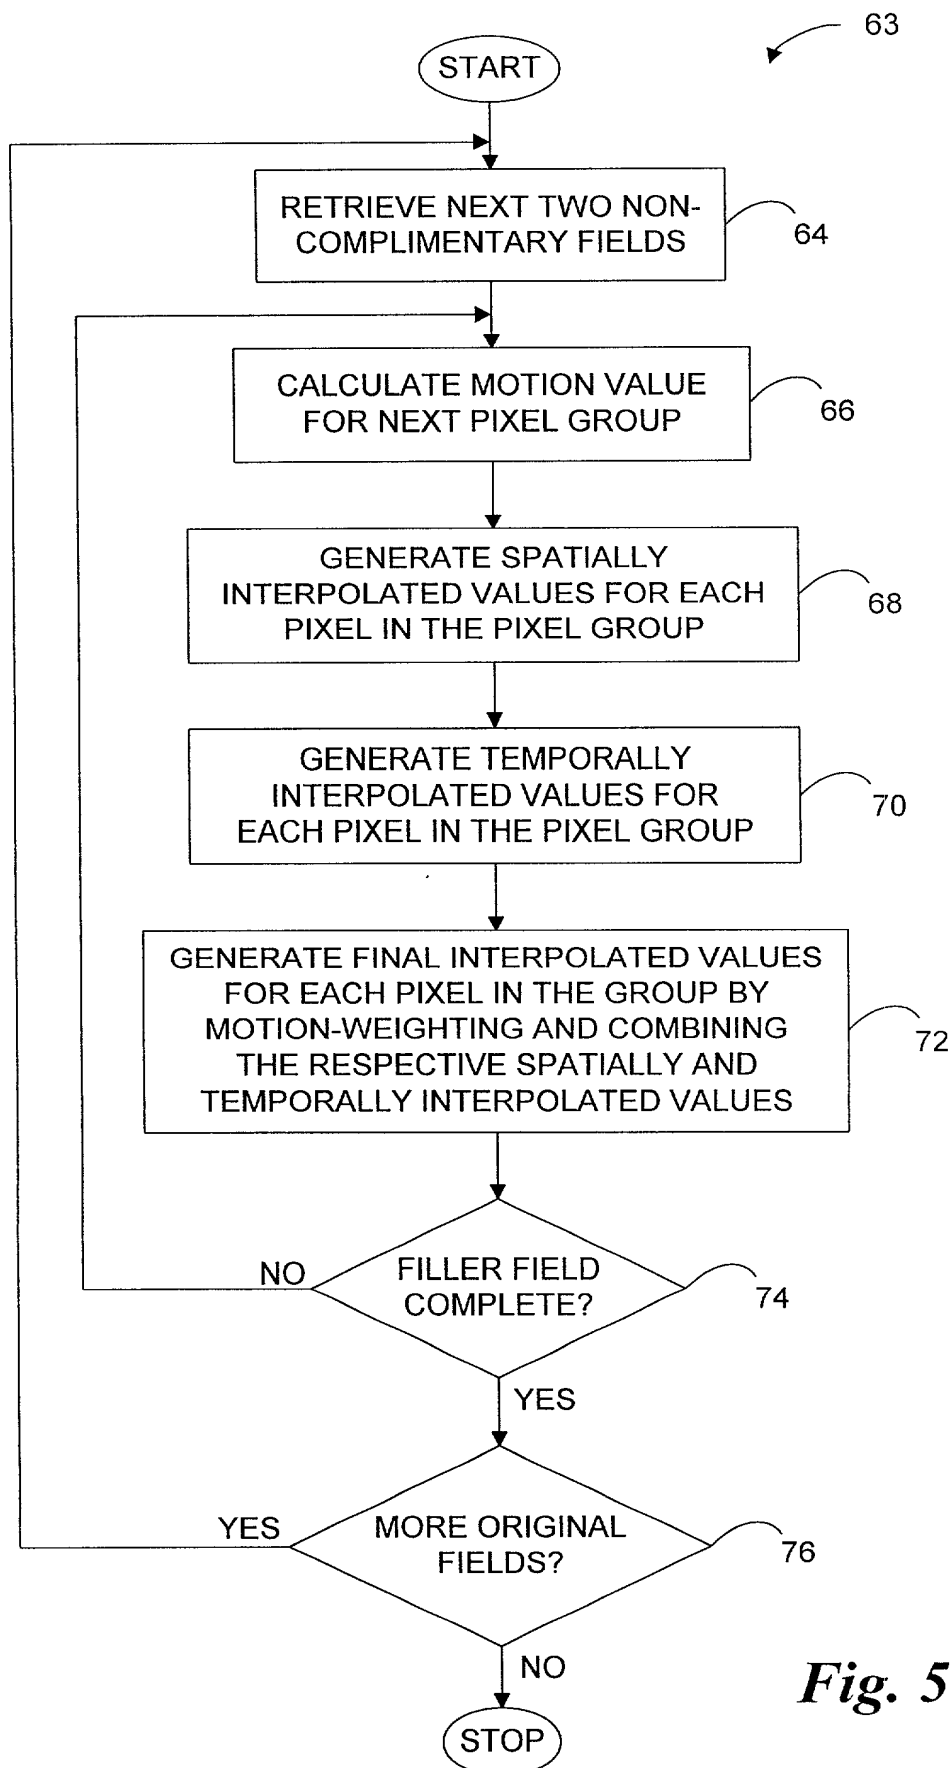 63
START
RETRIEVE NEXT TWO NON-
COMPLIMENTARY FIELDS
64
CALCULATE MOTION VALUE
FOR NEXT PIXEL GROUP
66
GENERATE SPATIALLY
INTERPOLATED VALUES FOR EACH
PIXEL IN THE PIXEL GROUP
68
GENERATE TEMPORALLY
INTERPOLATED VALUES FOR
EACH PIXEL IN THE PIXEL GROUP
70
GENERATE FINAL INTERPOLATED VALUES
FOR EACH PIXEL IN THE GROUP BY
MOTION-WEIGHTING AND COMBINING
THE RESPECTIVE SPATIALLY AND
TEMPORALLY INTERPOLATED VALUES
72
NO
FILLER FIELD
COMPLETE?
74
YES
YES
MORE ORIGINAL
FIELDS?
76
NO
STOP
Fig. 5